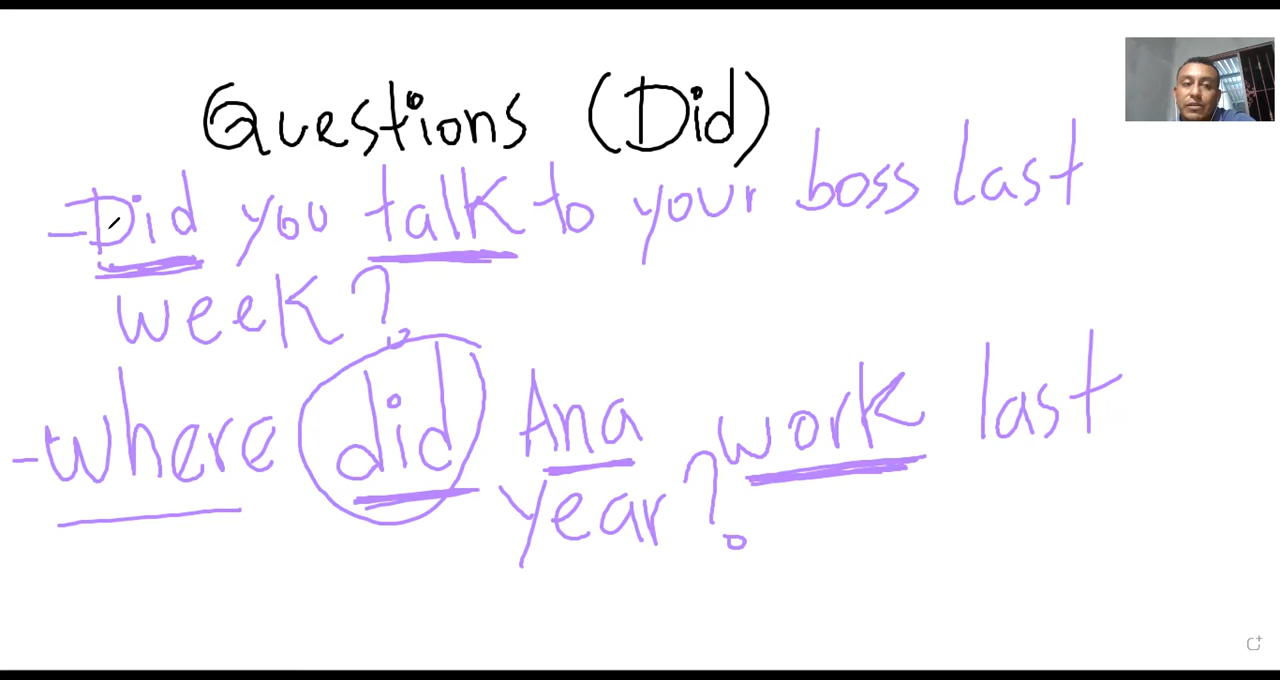 Questions (Did)
-Did you talk to your boss last
week?
-where did Ana work last
year?